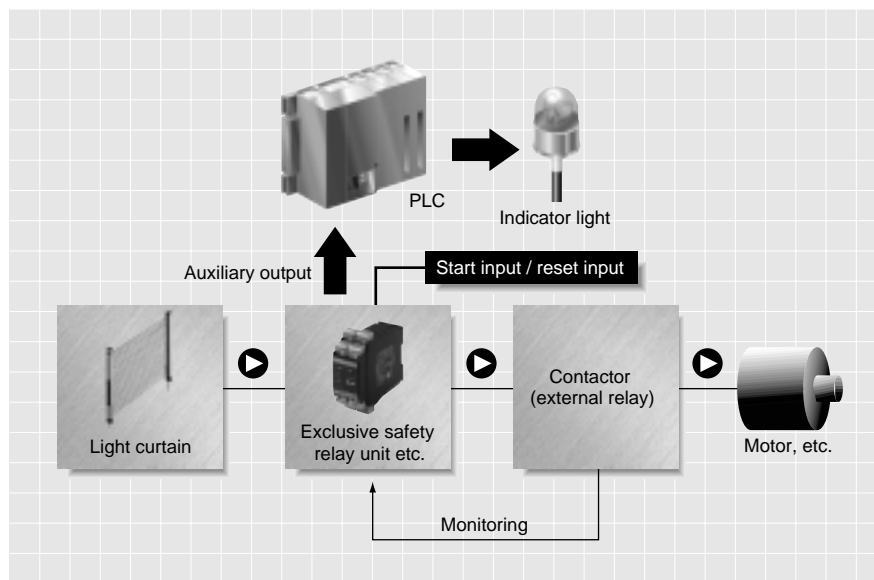 PLC
Indicator light
Auxiliary output
Start input / reset input
Light curtain
Exclusive safety
relay unit etc.
Contactor
(external relay)
Motor, etc.
Monitoring